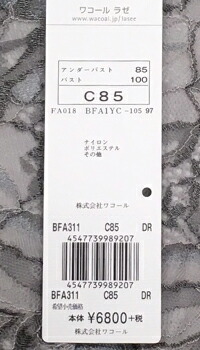 ワコール ラゼ
www.wacoal.jp/lasee
アンダーバスト 85
バスト 100
C85
FA018 BFA1YC -105 97
ナイロン
ポリエステル
その他
株式会社ワコール
BFA311 C85 DR
4547739989207
4547739989207
BFA311 C85 DR
希望小売価格 株式会社ワコール
本体 ¥6800+税